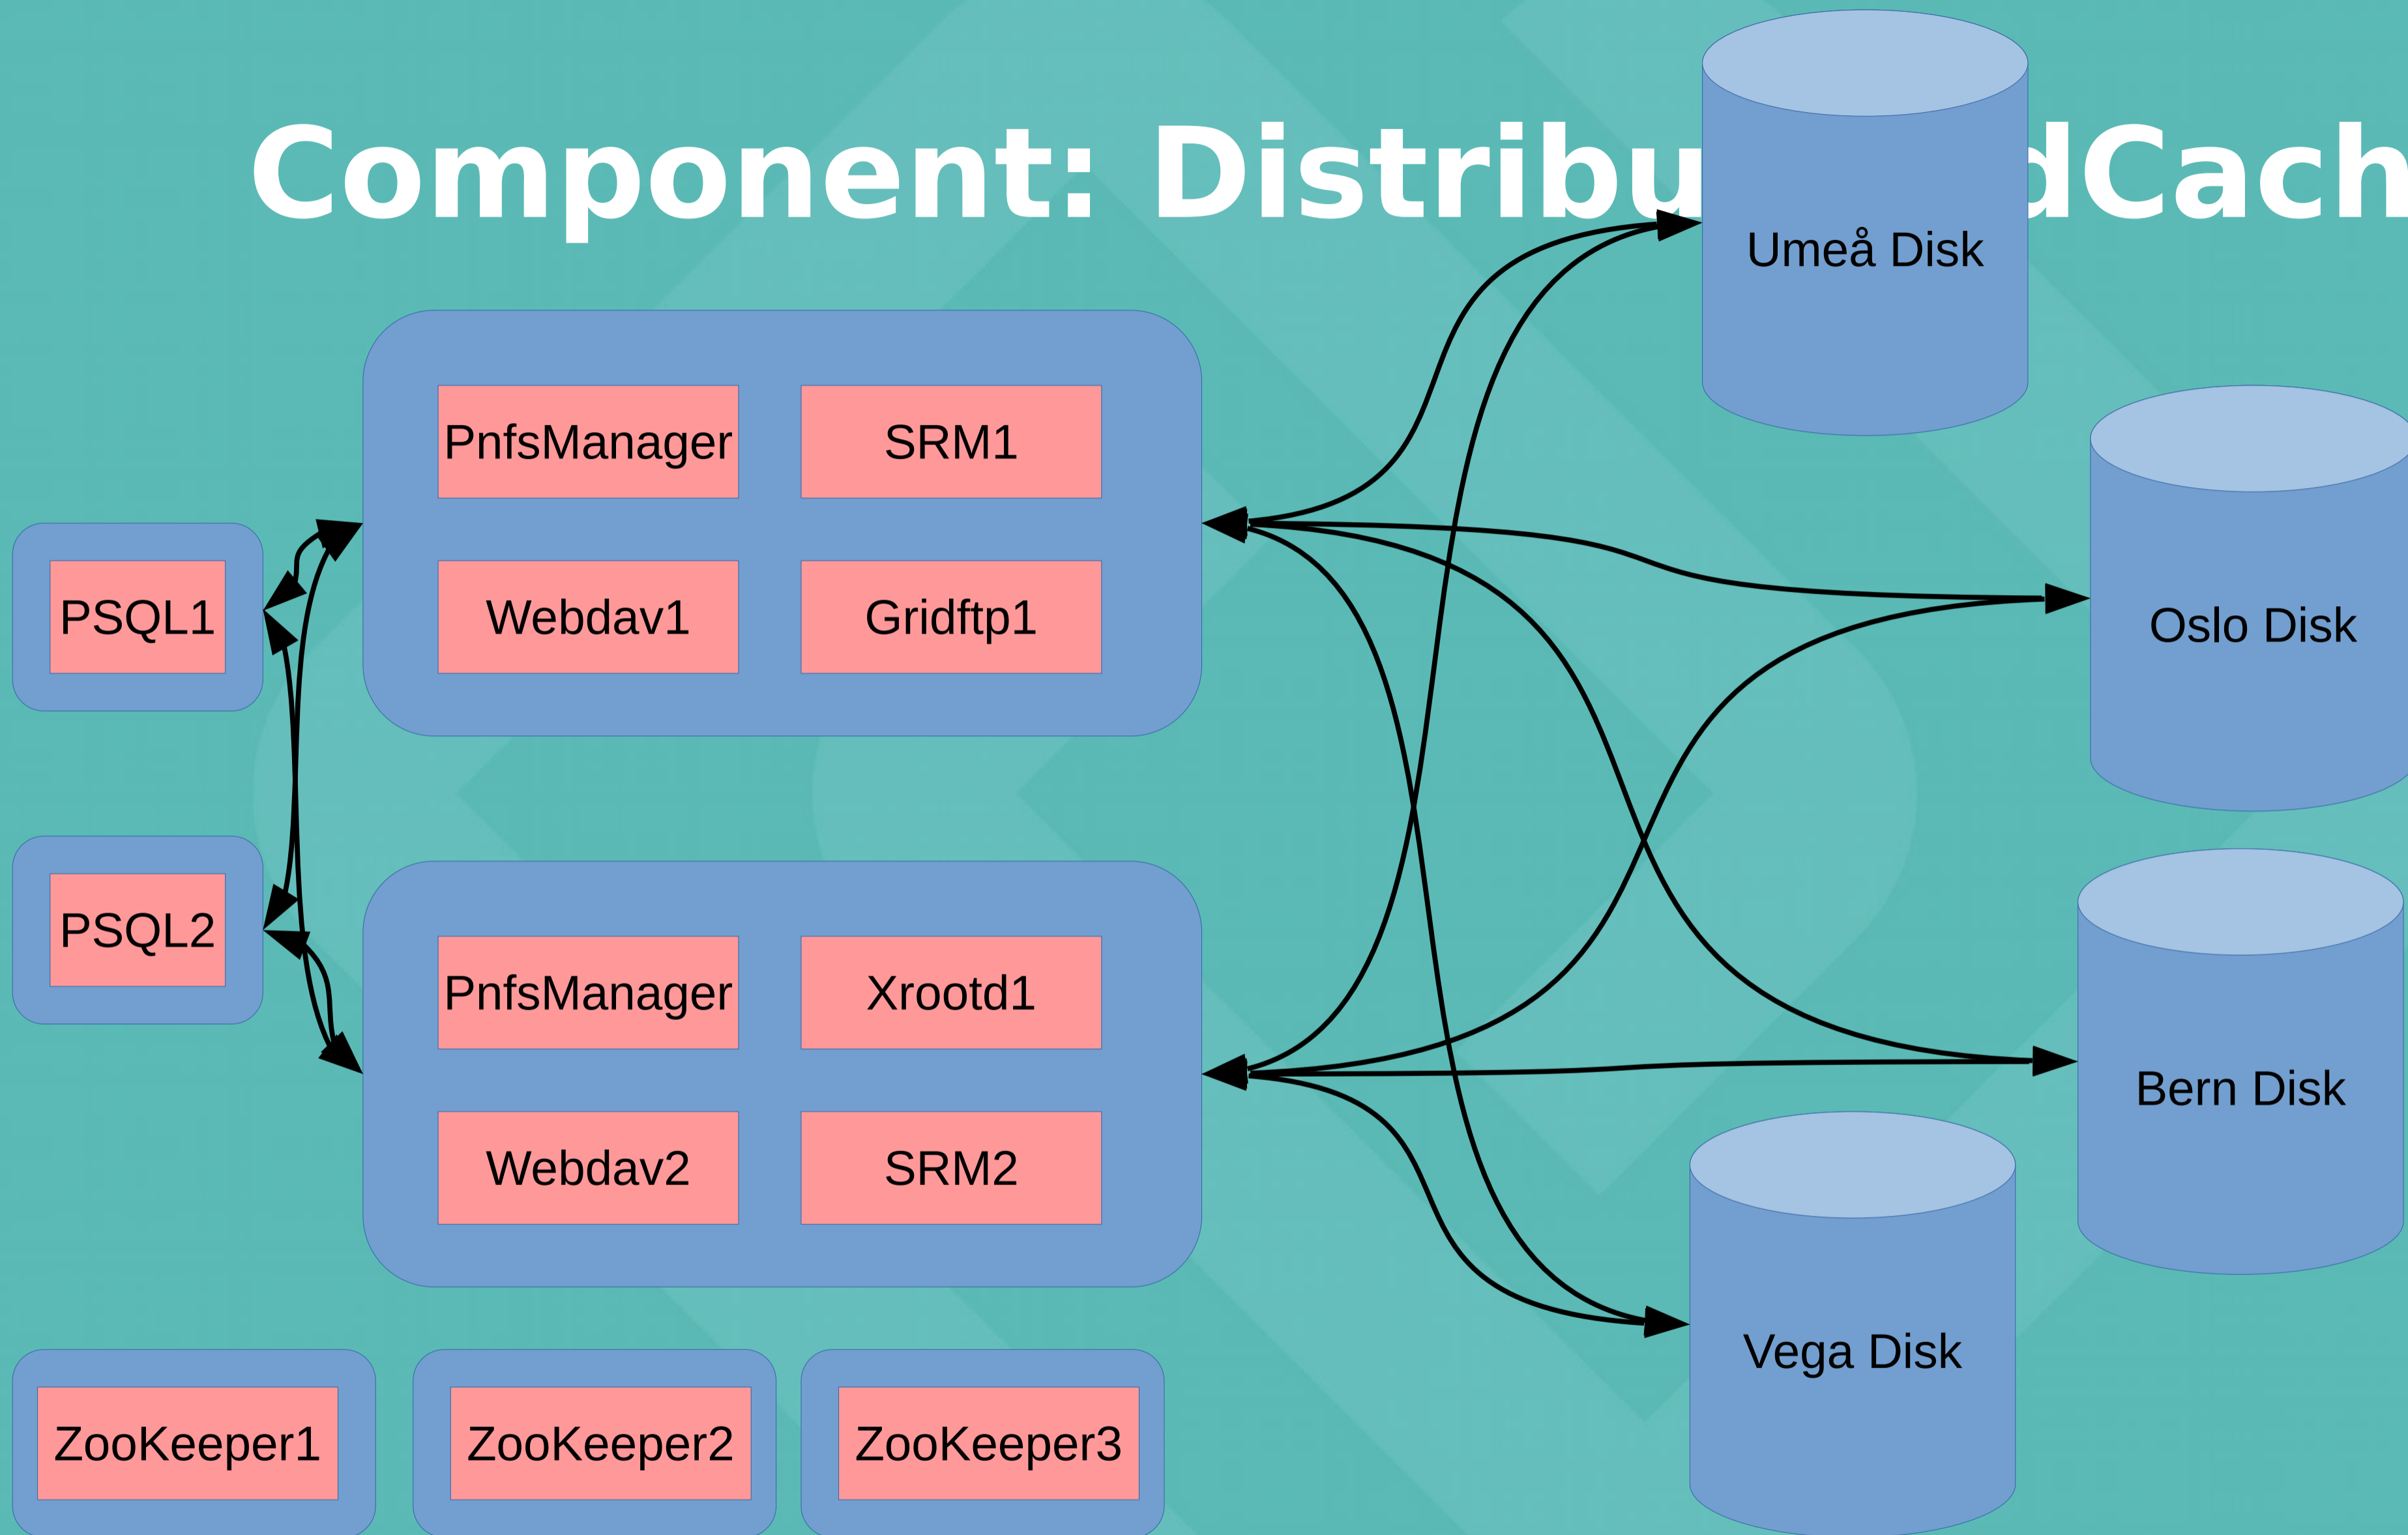 Component: Distribu dCach
Umeå Disk
PnfsManager
SRM1
Webdav1
Gridftp1
PSQL1
Oslo Disk
PSQL2
PnfsManager
Xrootd1
Webdav2
SRM2
Bern Disk
Vega Disk
ZooKeeper1
ZooKeeper2
ZooKeeper3